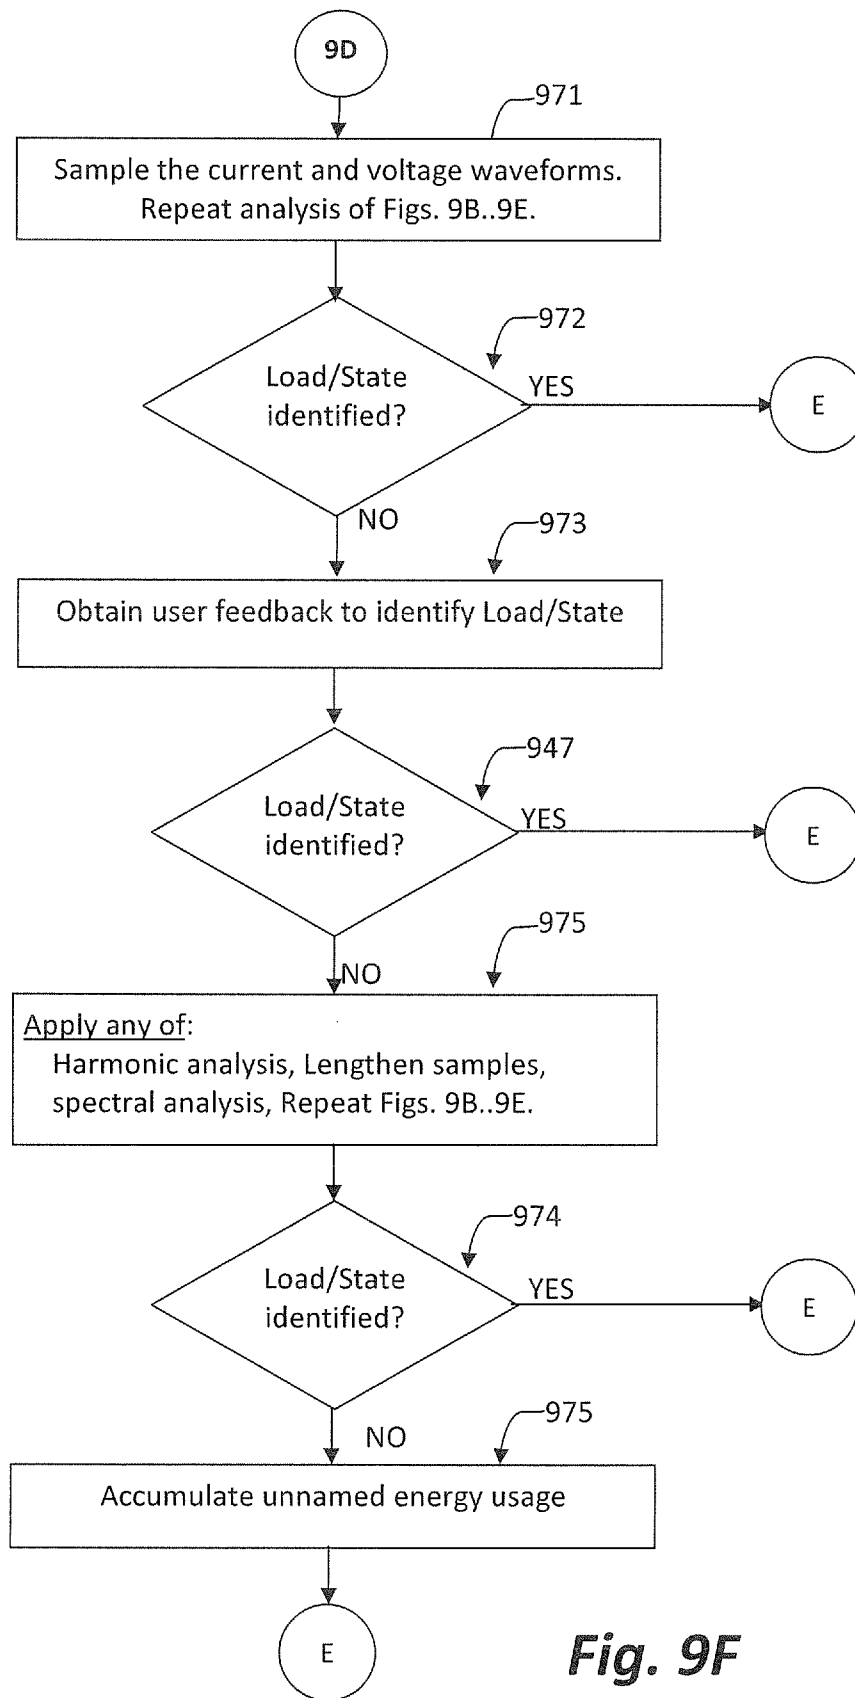 9D
971
Sample the current and voltage waveforms.
Repeat analysis of Figs. 9B..9E.
972
Load/State
identified?
YES
E
NO
973
Obtain user feedback to identify Load/State
947
Load/State
identified?
YES
E
NO
975
Apply any of:
Harmonic analysis, Lengthen samples,
spectral analysis, Repeat Figs. 9B..9E.
974
Load/State
identified?
YES
E
NO
975
Accumulate unnamed energy usage
E
Fig. 9F